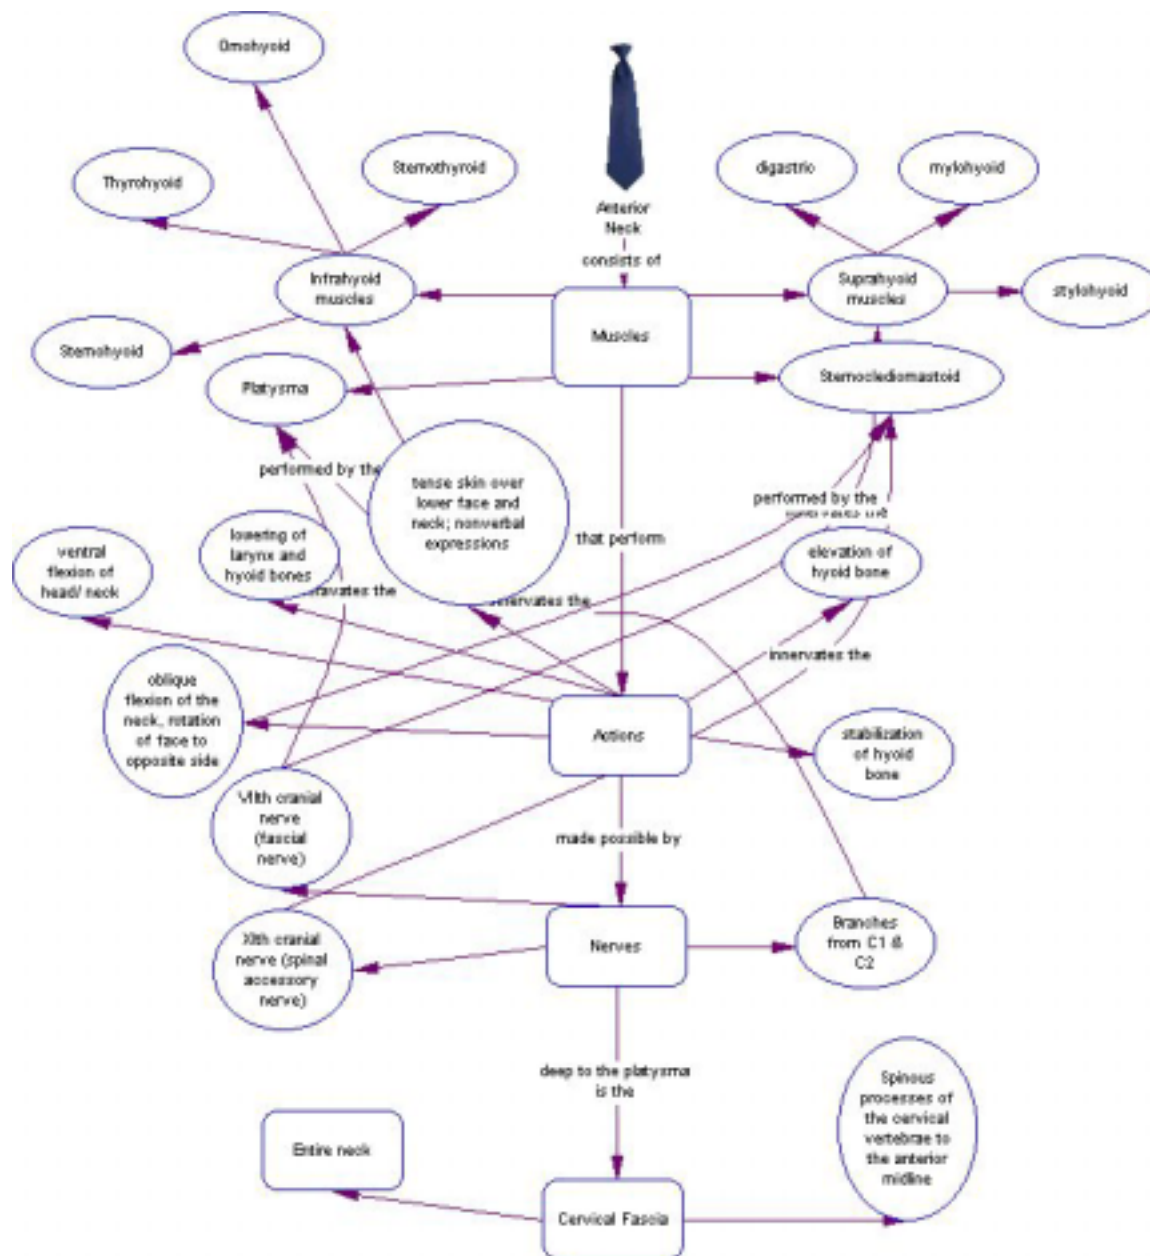 Omohyoid
Thyrohyoid
Sternothyroid
digastric
mylohyoid
Anterior
Neck
consists of
Infrahyoid
muscles
Suprahyoid
muscles
stylohyoid
Sternohyoid
Muscles
Platysma
Sternoclediomastoid
performed by the
tense skin over
lower face and
neck; nonverbal
expressions
performed by the
innervates the
that perform
ventral
flexion of
head/ neck
lowering of
larynx and
hyoid bones
elevation of
hyoid bone
the
innervates the
innervates the
oblique
flexion of the
neck, rotation
of face to
opposite side
Actions
stabilization
of hyoid
bone
VIIth cranial
nerve
(fascial
nerve)
made possible by
XIth cranial
nerve (spinal
accessory
nerve)
Nerves
Branches
from C1 &
C2
deep to the platysma
is the
Spinous
processes of
the cervical
vertebrae to
the anterior
midline
Entire neck
Cervical Fascia